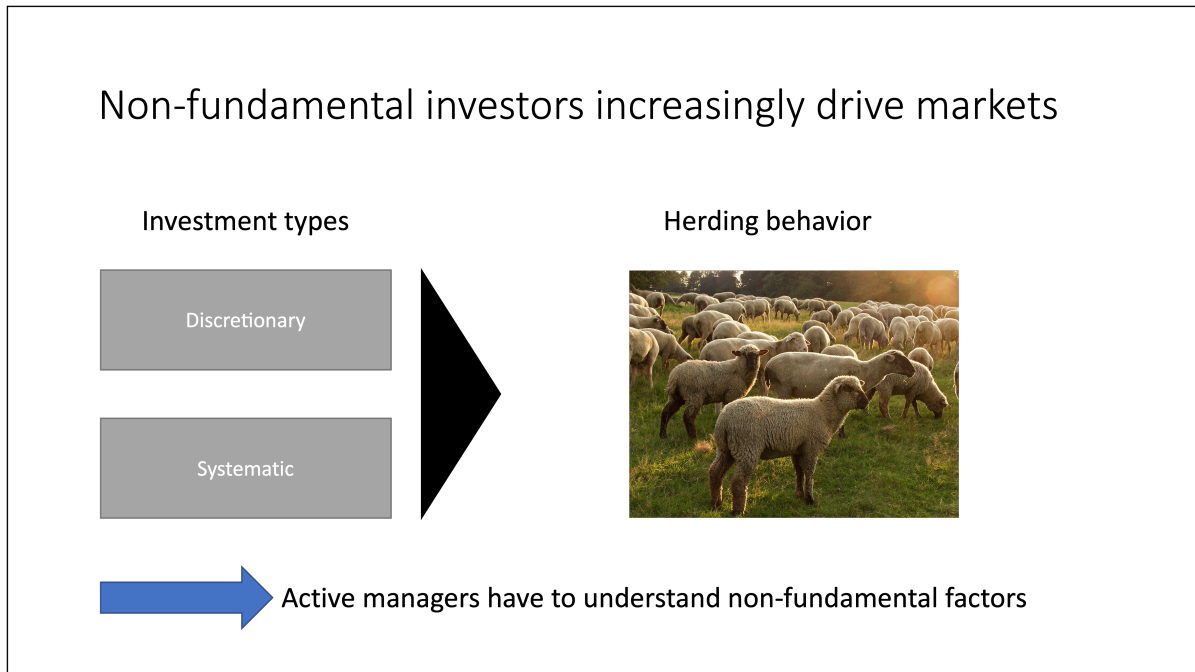 Non-fundamental investors increasingly drive markets
Investment types
Herding behavior
Discretionary
Systematic
Active managers have to understand non-fundamental factors